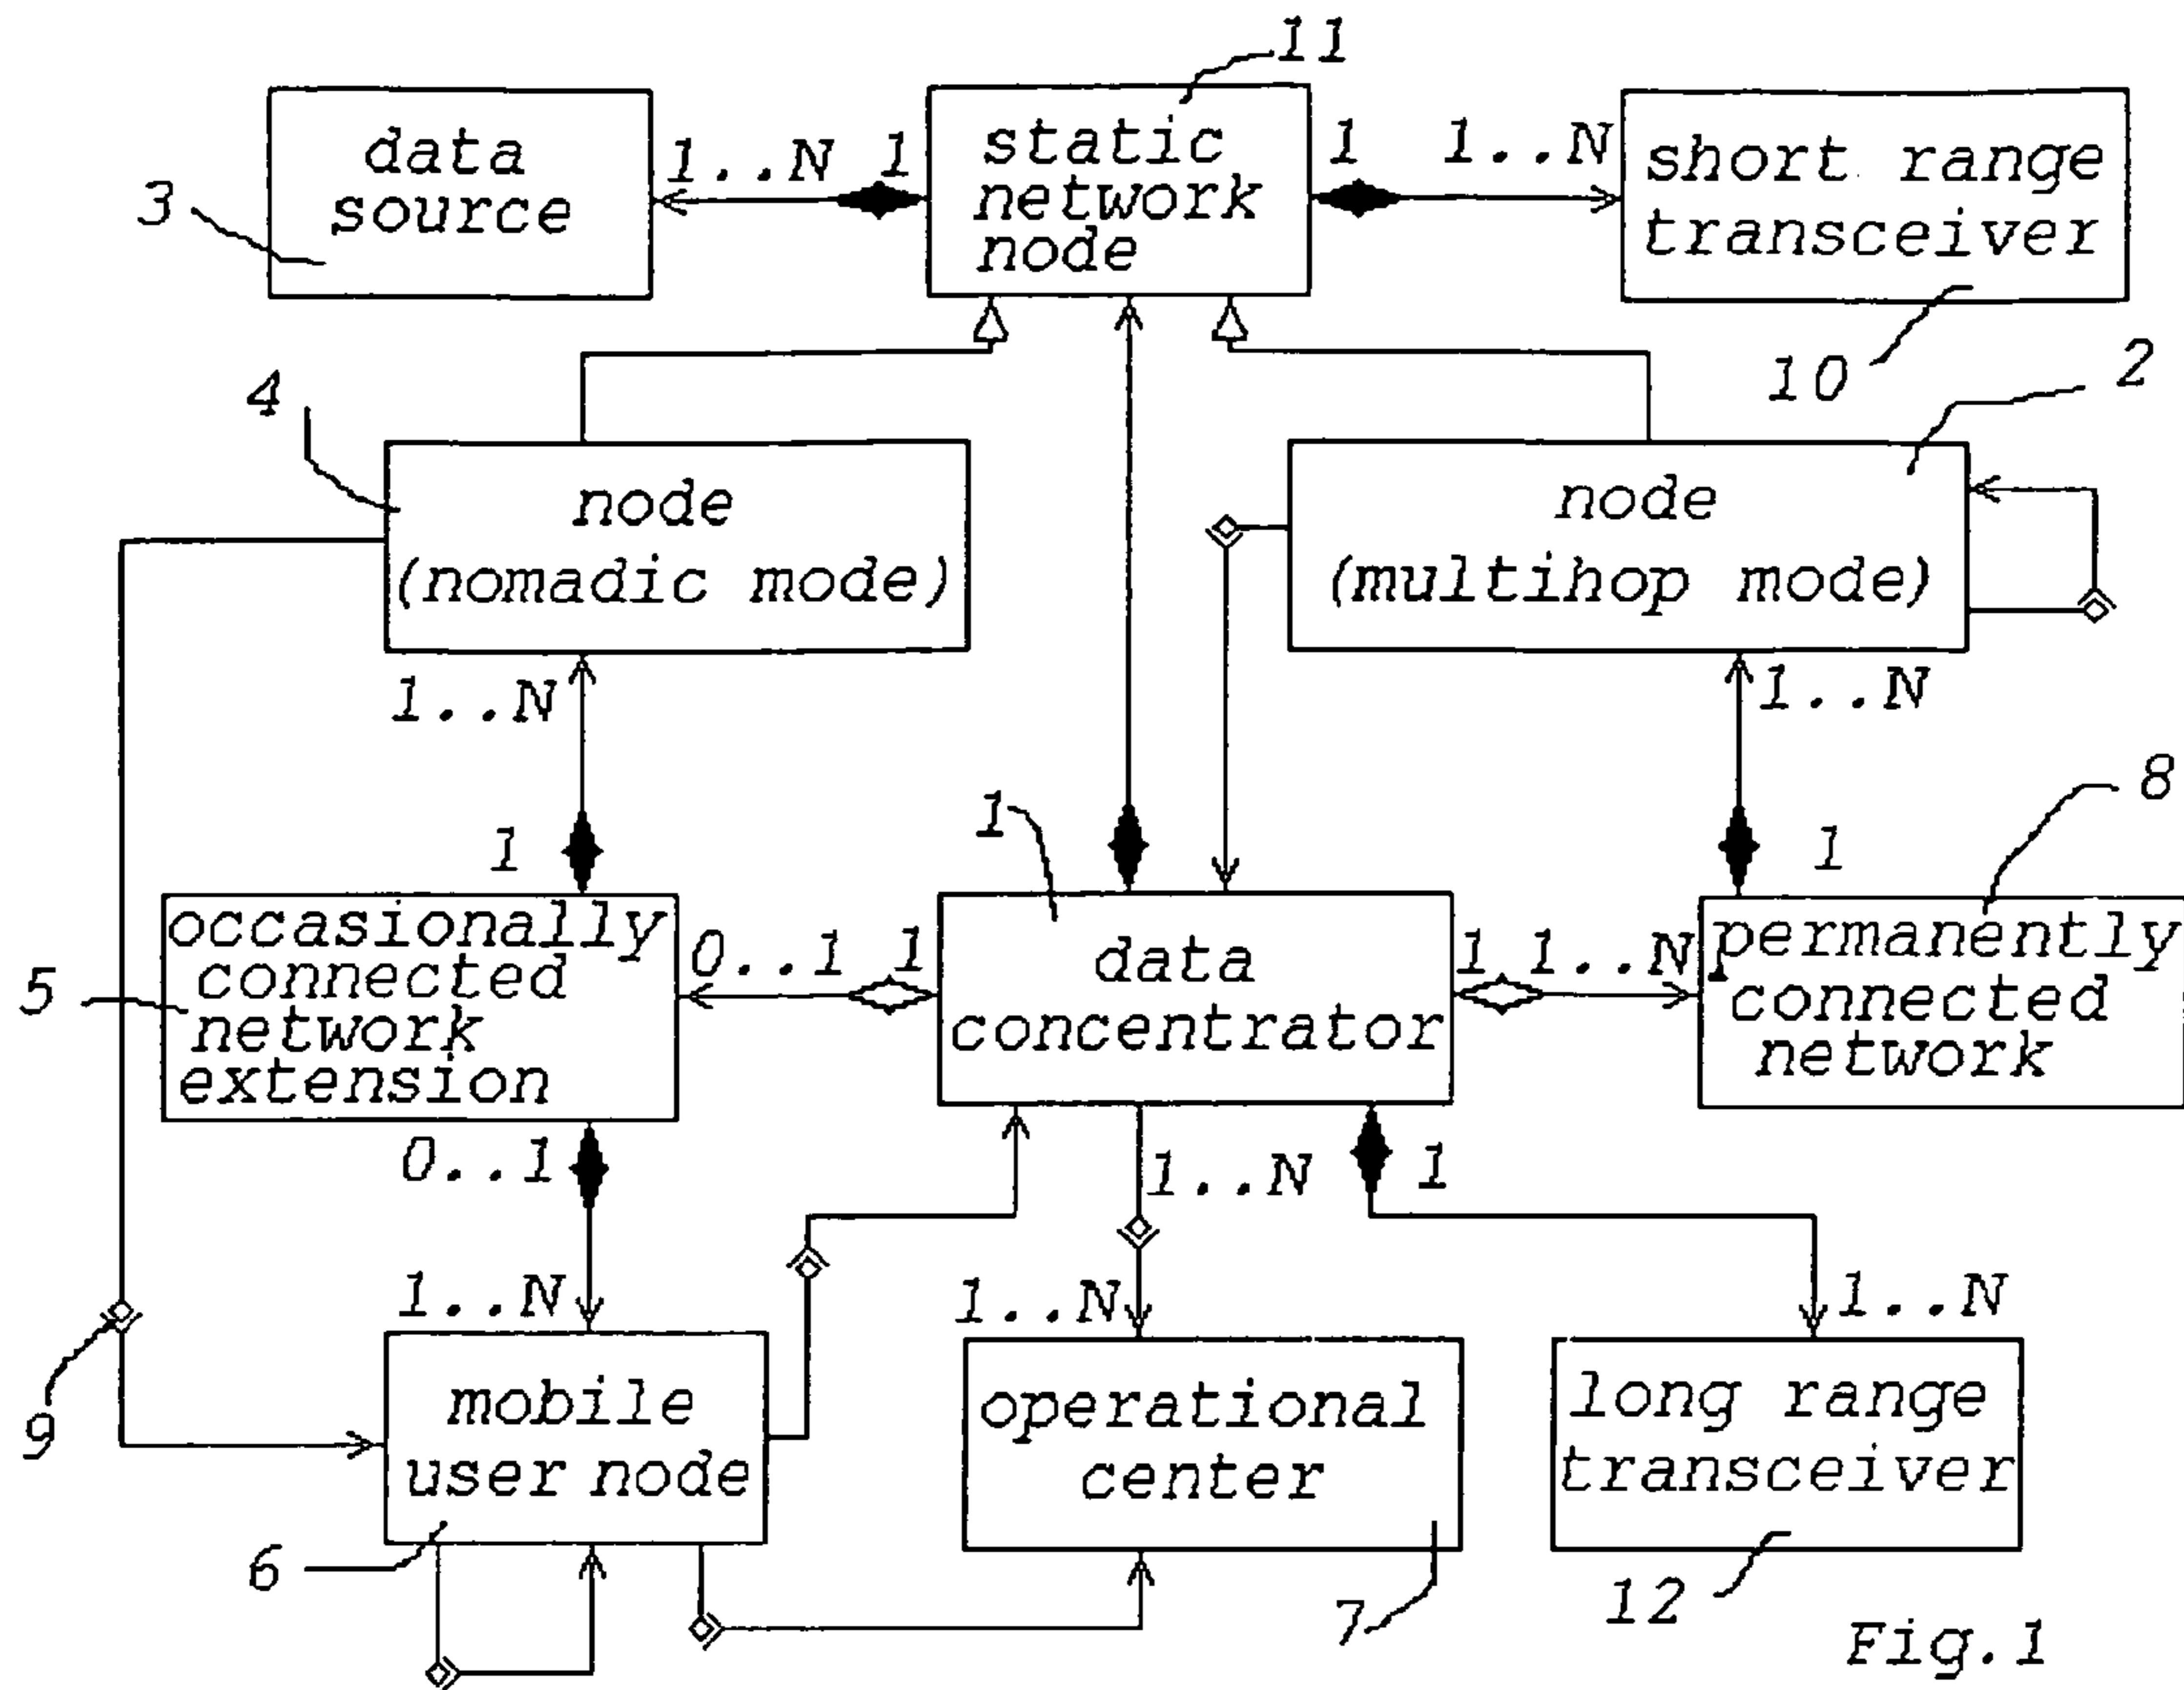 11
data
source
1..N 1
static
network
node
1 1..N
short range
transceiver
3
10
4
2
node
(nomadic mode)
node
(multihop mode)
1..N
1..N
8
1
1
1
occasionally
connected
network
extension
0..1 1
data
concentrator
1 1..N
permanently
connected
network
5
0..1
1..N
1
1..N
1..N
1..N
9
mobile
user node
operational
center
long range
transceiver
6
7
12
Fig.1